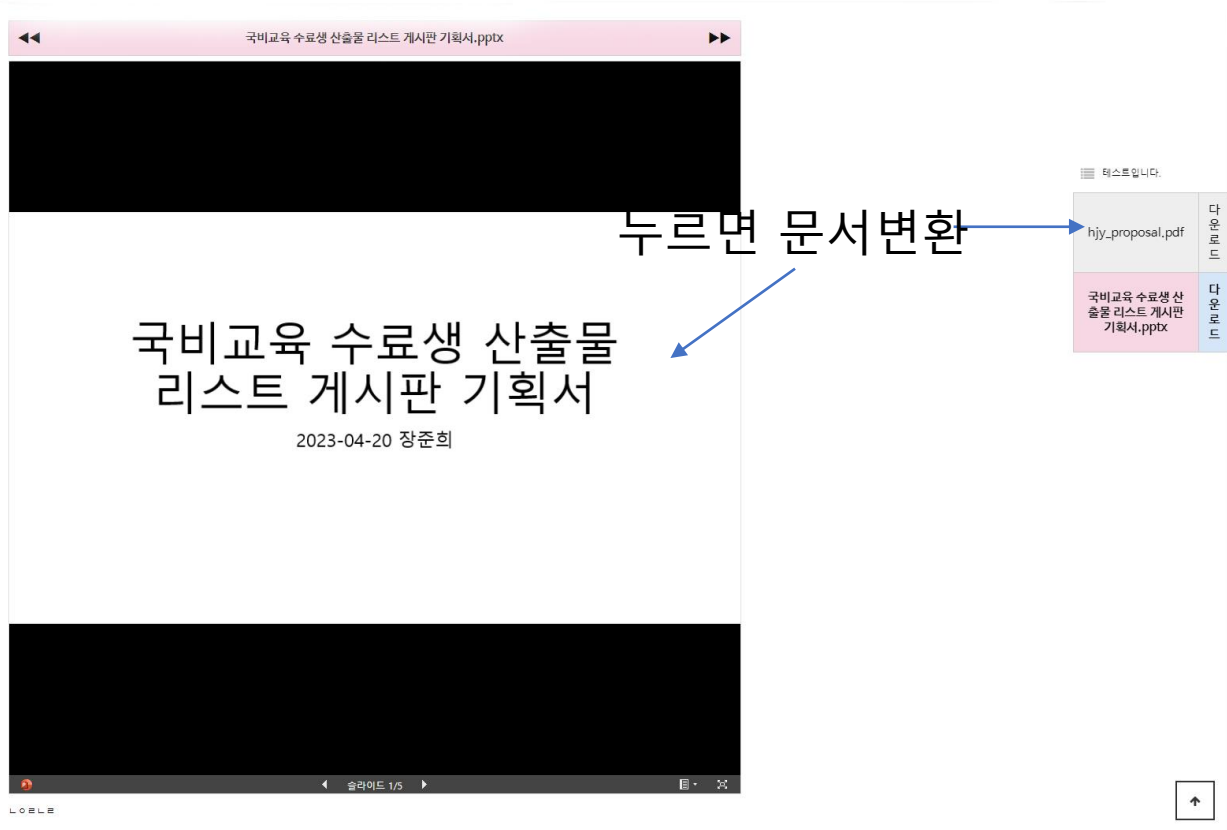 국비교육 수료생 산출물 리스트 게시판 기획서.pptx
테스트입니다.
누르면 문서변환
hjy_proposal.pdf
다운로드
국비교육 수료생 산
출물 리스트 게시판
기획서.pptx
다운로드
국비교육 수료생 산출물
리스트 게시판 기획서
2023-04-20 장준희
슬라이드 1/5
ㄴㅇㄹㄴㄹ